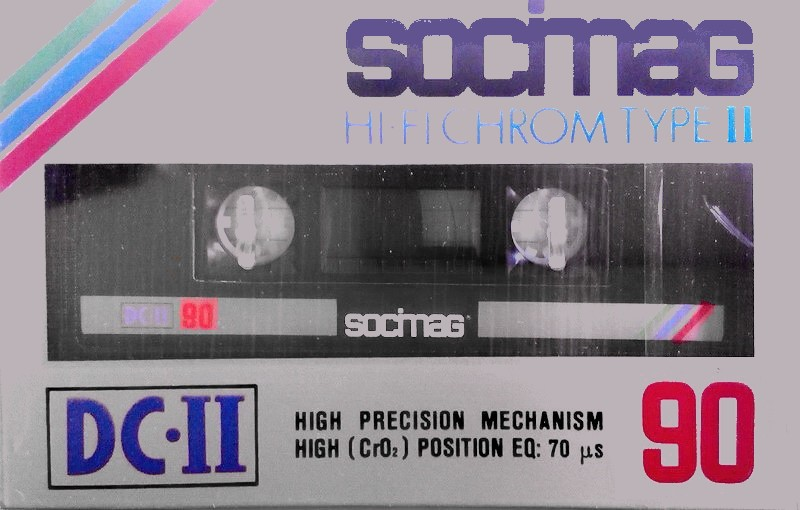 socimag
HI-FI CHROM TYPE II
DC·II 90
socimag
DC·II
HIGH PRECISION MECHANISM
HIGH (CrO₂) POSITION EQ: 70 µs
90